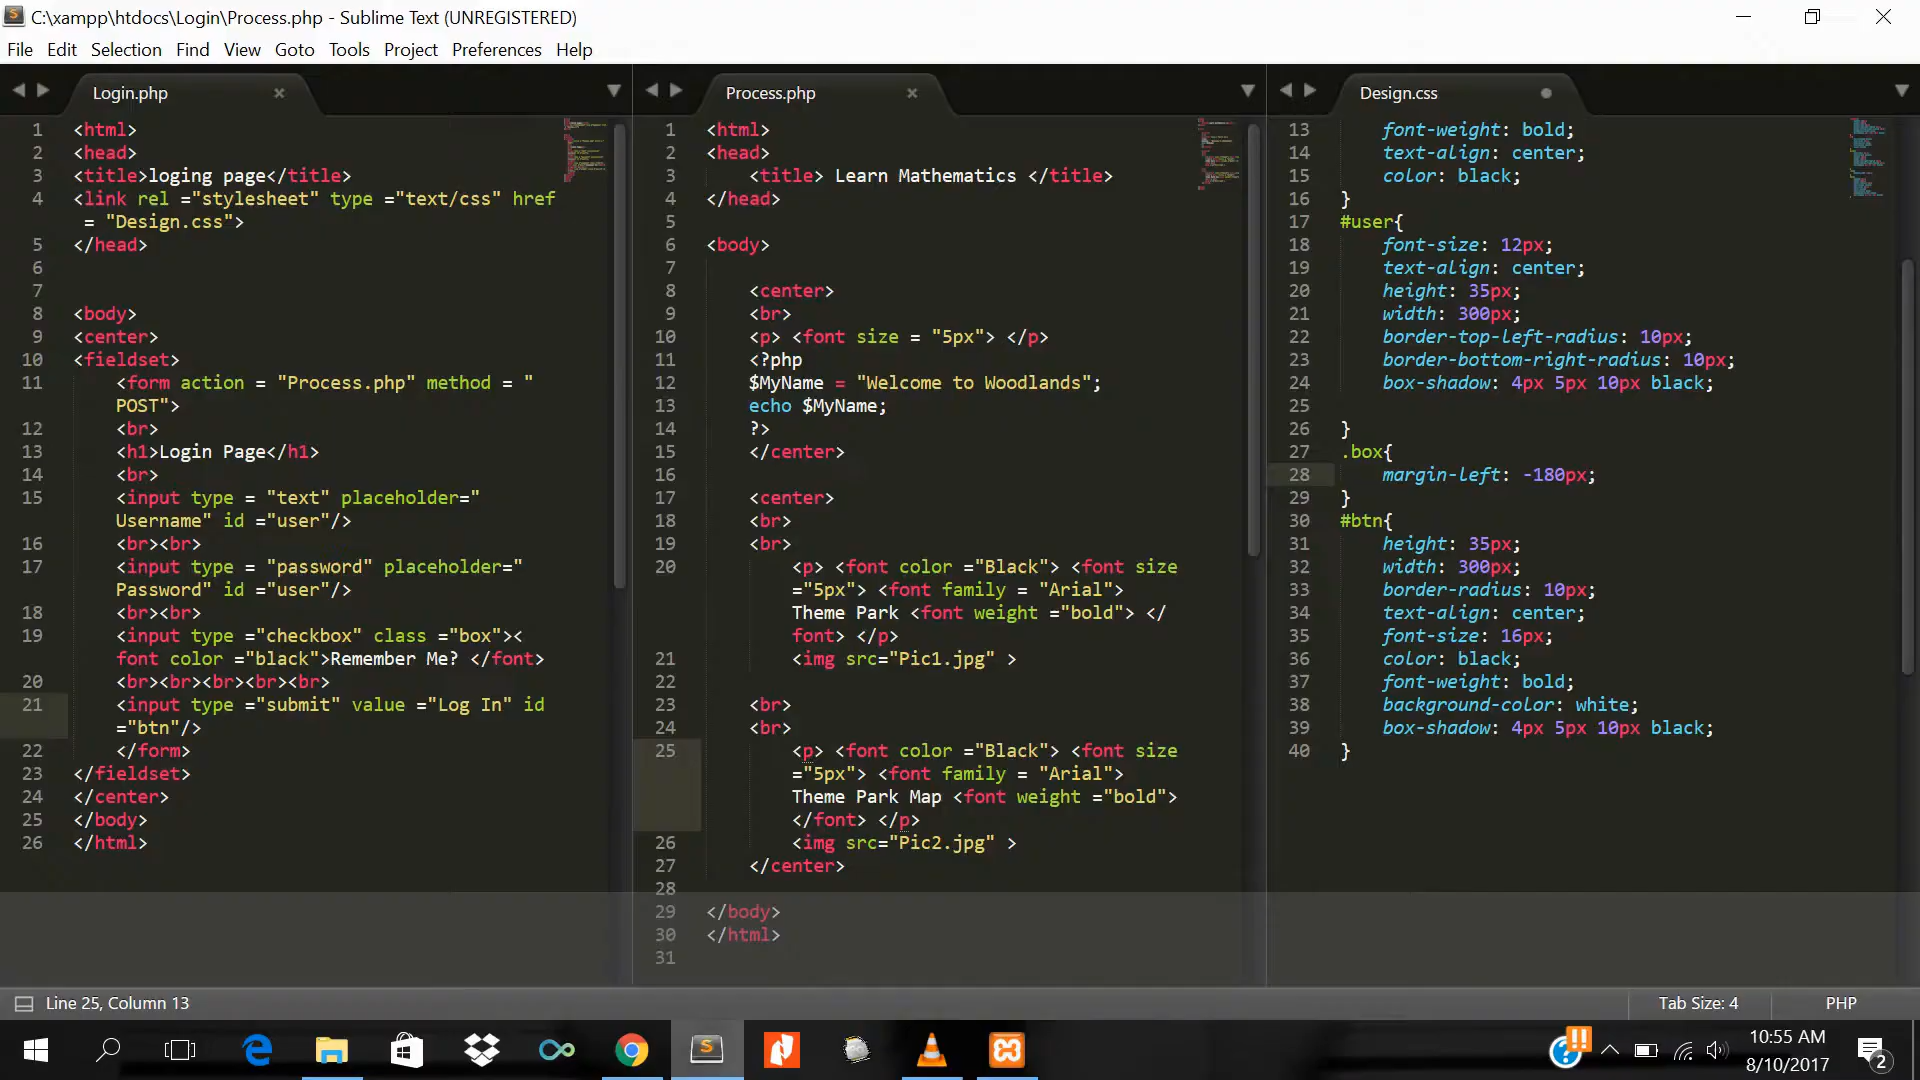 C:\xampp\htdocs\Login\Process.php - Sublime Text (UNREGISTERED)
File Edit Selection Find View Goto Tools Project Preferences Help
Login.php
1 <html>
2 <head>
3 <title>loging page</title>
4 <link rel ="stylesheet" type ="text/css" href
= "Design.css">
5 </head>
6
7
8 <body>
9 <center>
10 <fieldset>
11 <form action = "Process.php" method = "
POST">
12 <br>
13 <h1>Login Page</h1>
14 <br>
15 <input type = "text" placeholder="
Username" id ="user"/>
16 <br><br>
17 <input type = "password" placeholder="
Password" id ="user"/>
18 <br><br>
19 <input type ="checkbox" class ="box"><
font color ="black">Remember Me? </font>
20 <br><br><br><br><br>
21 <input type ="submit" value ="Log In" id
="btn"/>
22 </form>
23 </fieldset>
24 </center>
25 </body>
26 </html>
Process.php
1 <html>
2 <head>
3 <title> Learn Mathematics </title>
4 </head>
5
6 <body>
7
8 <center>
9 <br>
10 <p> <font size = "5px"> </p>
11 <?php
12 $MyName = "Welcome to Woodlands";
13 echo $MyName;
14 ?>
15 </center>
16
17 <center>
18 <br>
19 <br>
20 <p> <font color ="Black"> <font size
="5px"> <font family = "Arial">
Theme Park <font weight ="bold"> </
font> </p>
21 <img src="Pic1.jpg" >
22
23 <br>
24 <br>
25 <p> <font color ="Black"> <font size
="5px"> <font family = "Arial">
Theme Park Map <font weight ="bold">
</font> </p>
26 <img src="Pic2.jpg" >
27 </center>
28
29 </body>
30 </html>
31
Design.css
13 font-weight: bold;
14 text-align: center;
15 color: black;
16 }
17 #user{
18 font-size: 12px;
19 text-align: center;
20 height: 35px;
21 width: 300px;
22 border-top-left-radius: 10px;
23 border-bottom-right-radius: 10px;
24 box-shadow: 4px 5px 10px black;
25
26 }
27 .box{
28 margin-left: -180px;
29 }
30 #btn{
31 height: 35px;
32 width: 300px;
33 border-radius: 10px;
34 text-align: center;
35 font-size: 16px;
36 color: black;
37 font-weight: bold;
38 background-color: white;
39 box-shadow: 4px 5px 10px black;
40 }
Line 25, Column 13 Tab Size: 4 PHP
10:55 AM
8/10/2017
2